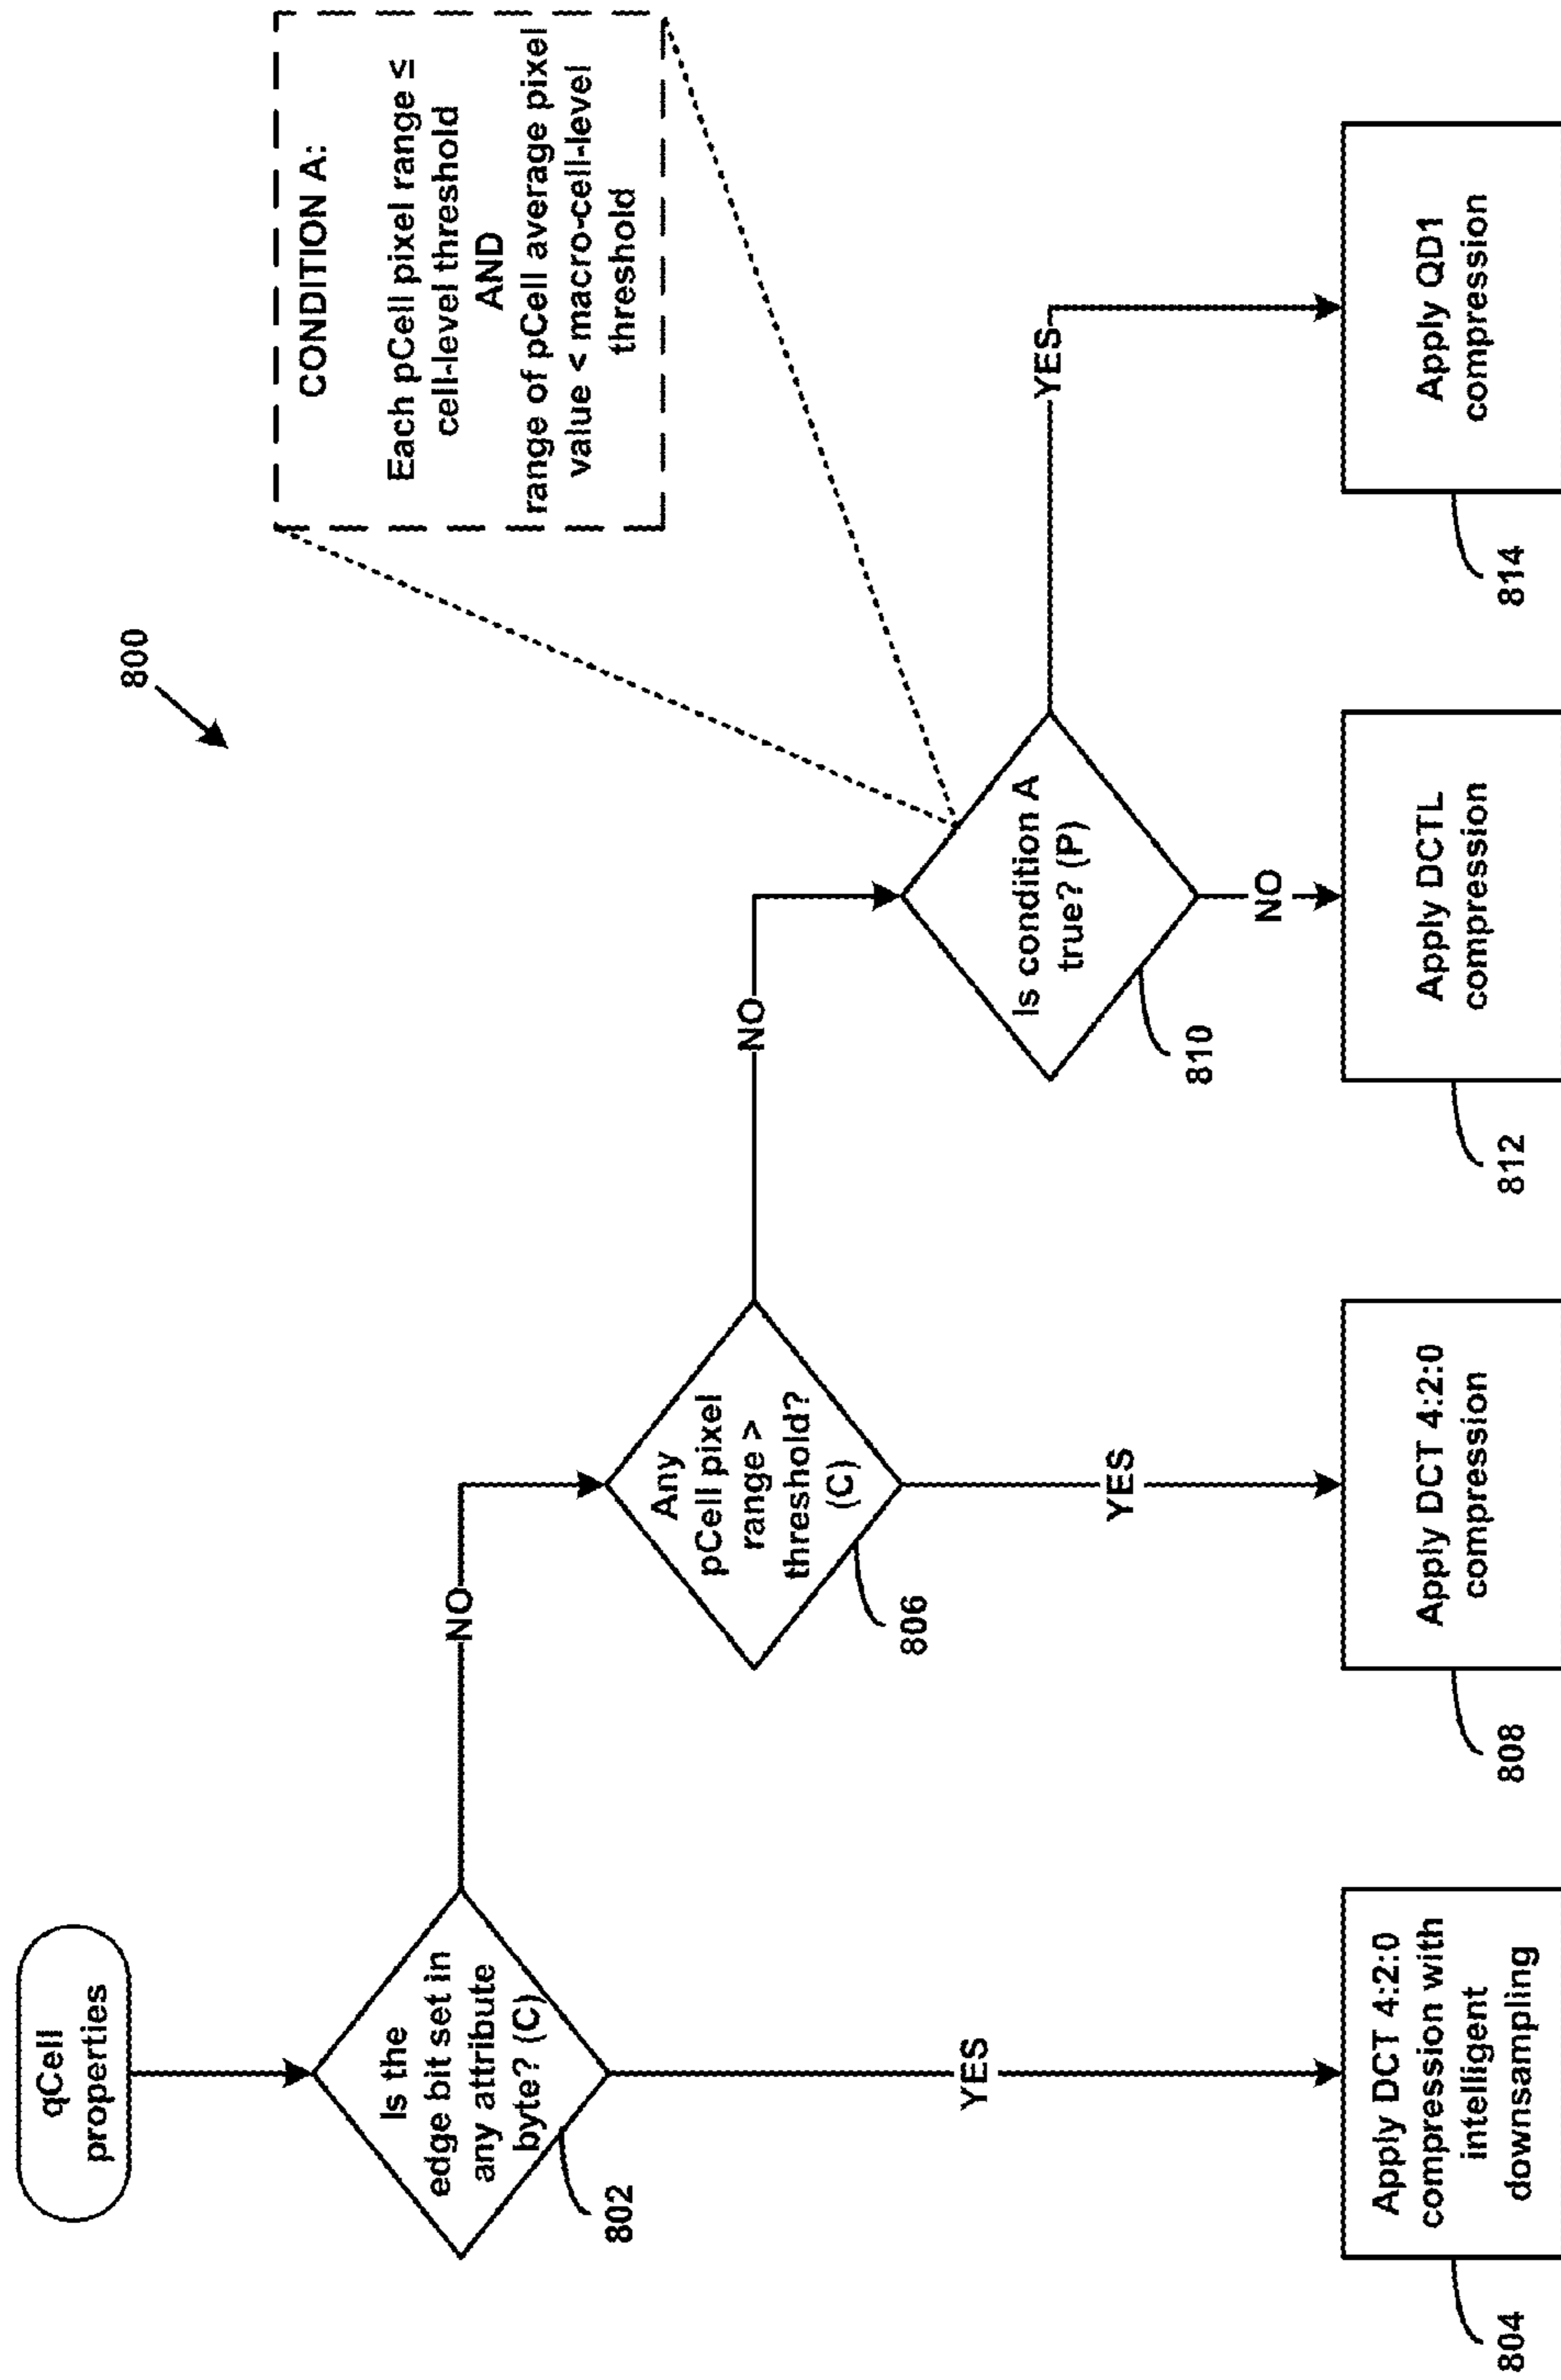 800
qCell
properties
Is the
edge bit set in
any attribute
byte? (C)
802
NO
YES
Apply DCT 4:2:0
compression with
intelligent
downsampling
804
Any
pCell pixel
range >
threshold?
(C)
806
NO
YES
Apply DCT 4:2:0
compression
808
Is condition A
true? (P)
810
NO
YES
Apply DCTL
compression
812
Apply QD1
compression
814
CONDITION A:
Each pCell pixel range ≤
cell-level threshold
AND
range of pCell average pixel
value < macro-cell-level
threshold